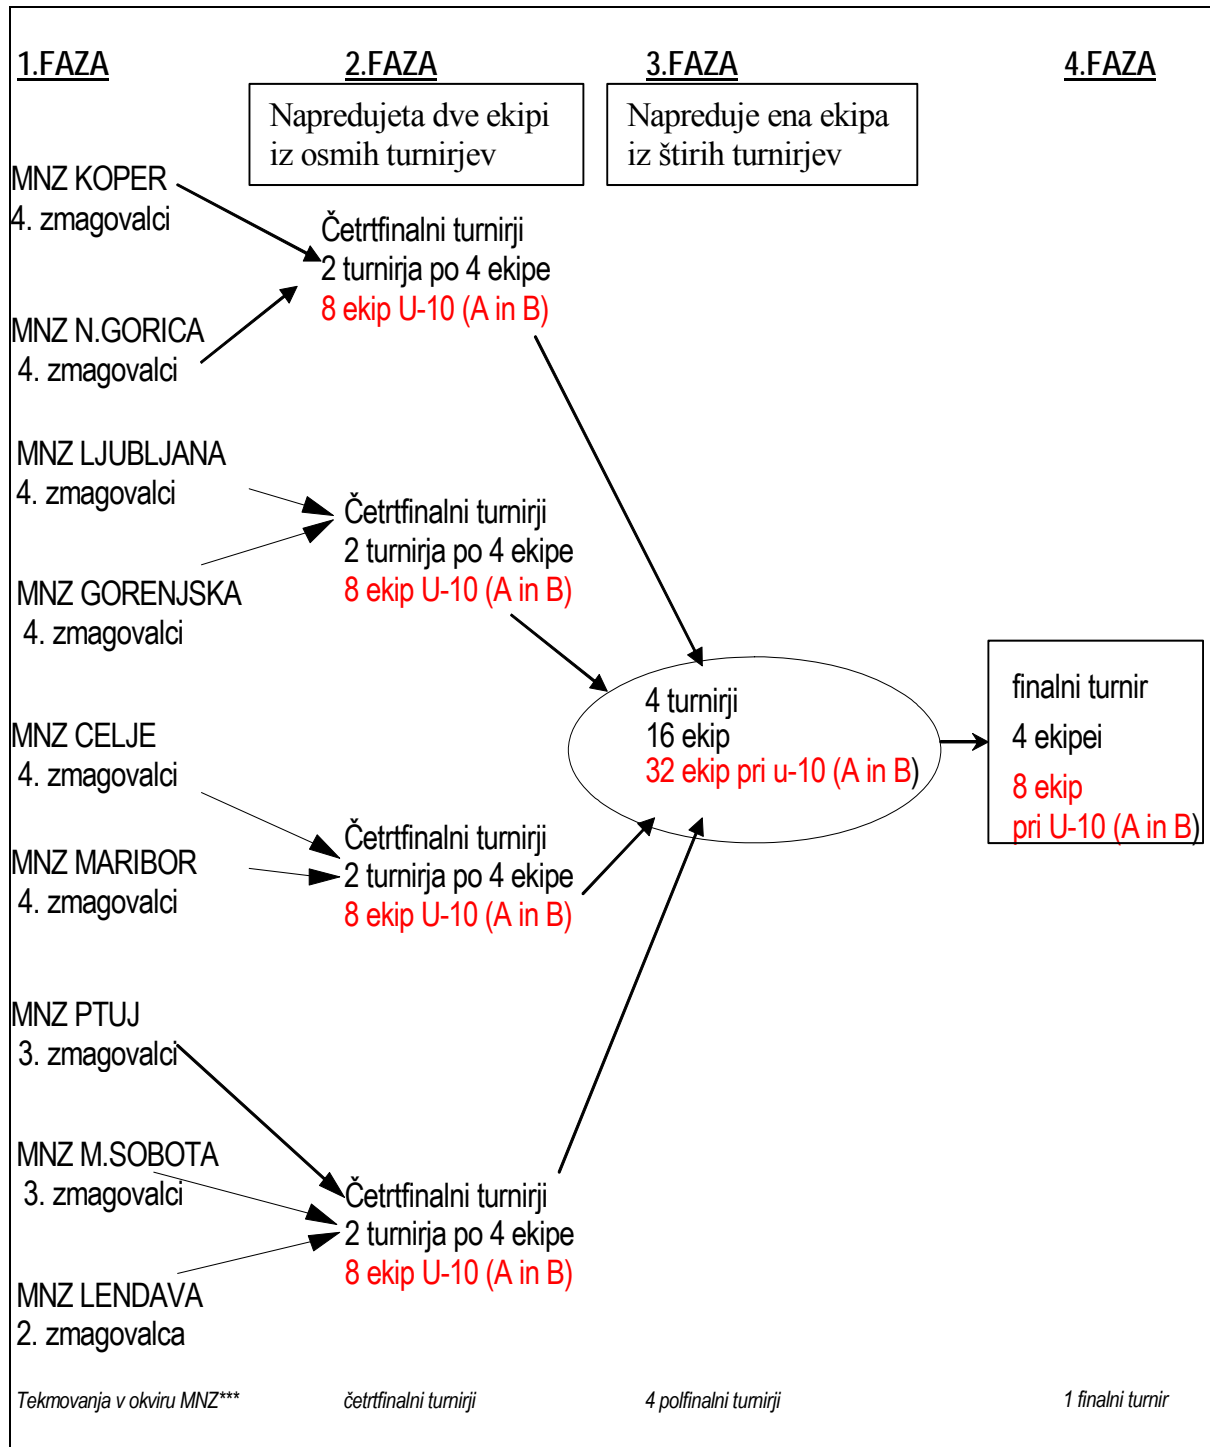 1.FAZA
2.FAZA
3.FAZA
4.FAZA
Napredujeta dve ekipi
iz osmih turnirjev
Napreduje ena ekipa
iz štirih turnirjev
MNZ KOPER
4. zmagovalci
MNZ N.GORICA
4. zmagovalci
MNZ LJUBLJANA
4. zmagovalci
MNZ GORENJSKA
4. zmagovalci
MNZ CELJE
4. zmagovalci
MNZ MARIBOR
4. zmagovalci
MNZ PTUJ
3. zmagovalci
MNZ M.SOBOTA
3. zmagovalci
MNZ LENDAVA
2. zmagovalca
Četrtfinalni turnirji
2 turnirja po 4 ekipe
8 ekip U-10 (A in B)
Četrtfinalni turnirji
2 turnirja po 4 ekipe
8 ekip U-10 (A in B)
Četrtfinalni turnirji
2 turnirja po 4 ekipe
8 ekip U-10 (A in B)
Četrtfinalni turnirji
2 turnirja po 4 ekipe
8 ekip U-10 (A in B)
4 turnirji
16 ekip
32 ekip pri u-10 (A in B)
finalni turnir
4 ekipei
8 ekip
pri U-10 (A in B)
Tekmovanja v okviru MNZ***
četrtfinalni turnirji
4 polfinalni turnirji
1 finalni turnir